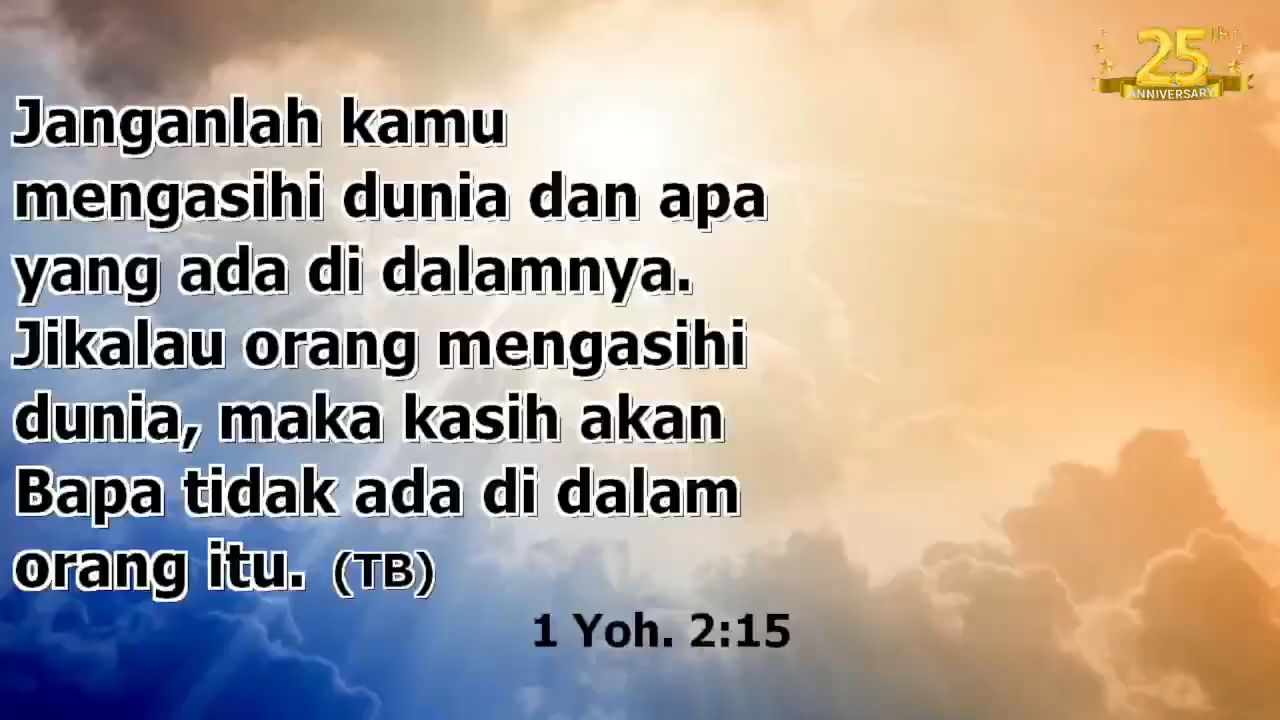 25th
ANNIVERSARY
Janganlah kamu
mengasihi dunia dan apa
yang ada di dalamnya.
Jikalau orang mengasihi
dunia, maka kasih akan
Bapa tidak ada di dalam
orang itu. (TB)
1 Yoh. 2:15